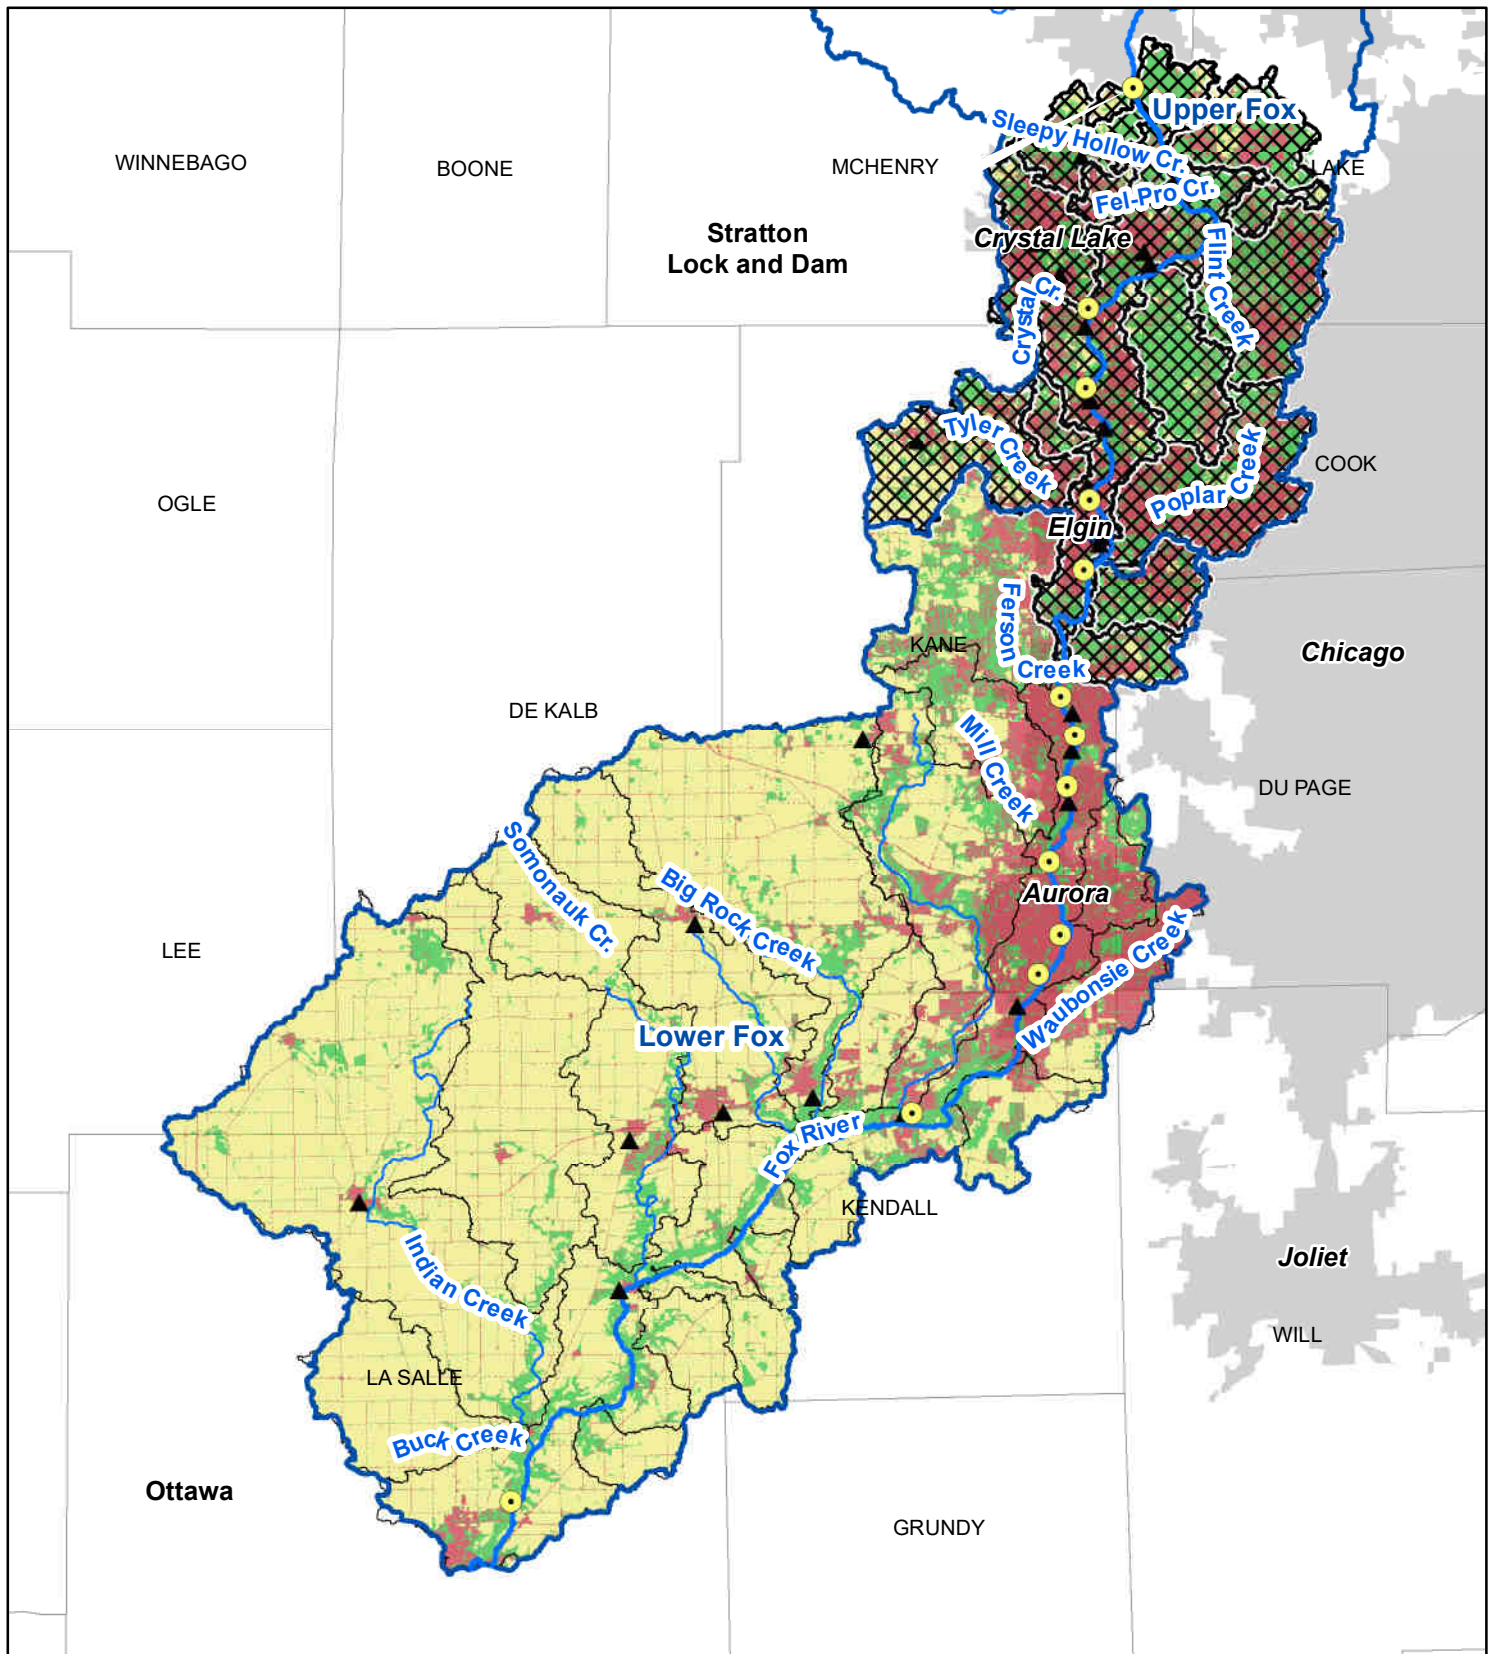 Upper Fox
Sleepy Hollow Cr.
WINNEBAGO
BOONE
MCHENRY
LAKE
Fel-Pro Cr.
Stratton
Lock and Dam
Crystal Lake
Flint Creek
Crystal Cr.
Tyler Creek
Poplar Creek
COOK
OGLE
Elgin
Ferson
Creek
KANE
Chicago
DE KALB
Mill Creek
DU PAGE
Somonauk Cr.
Big Rock Creek
Aurora
LEE
Waubonsie Creek
Lower Fox
Fox River
KENDALL
Indian Creek
Joliet
WILL
LA SALLE
Buck Creek
Ottawa
GRUNDY